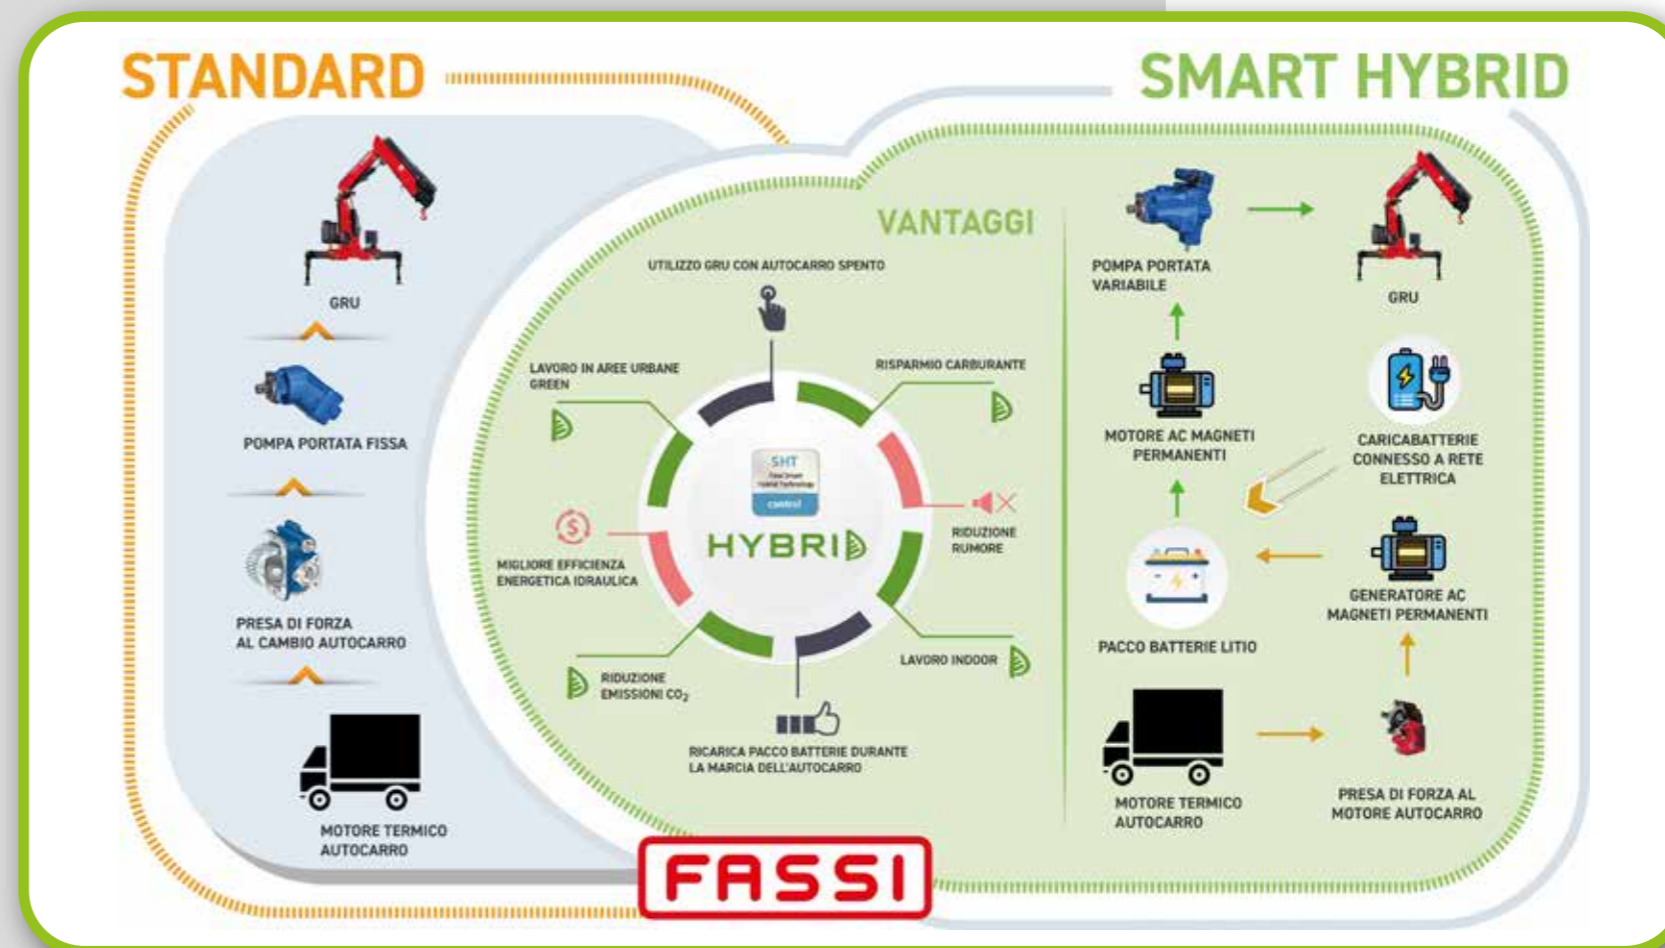 STANDARD
GRU
POMPA PORTATA FISSA
PRESA DI FORZA
AL CAMBIO AUTOCARRO
MOTORE TERMICO
AUTOCARRO
SMART HYBRID
VANTAGGI
UTILIZZO GRU CON AUTOCARRO SPENTO
LAVORO IN AREE URBANE
GREEN
RISPARMIO CARBURANTE
SHT
control
HYBRID
MIGLIORE EFFICIENZA
ENERGETICA IDRAULICA
RIDUZIONE
RUMORE
RIDUZIONE
EMISSIONI CO₂
LAVORO INDOOR
RICARICA PACCO BATTERIE DURANTE
LA MARCIA DELL'AUTOCARRO
POMPA PORTATA
VARIABILE
GRU
MOTORE AC MAGNETI
PERMANENTI
CARICABATTERIE
CONNESSO A RETE
ELETTRICA
PACCO BATTERIE LITIO
GENERATORE AC
MAGNETI PERMANENTI
MOTORE TERMICO
AUTOCARRO
PRESA DI FORZA AL
MOTORE AUTOCARRO
FASSI